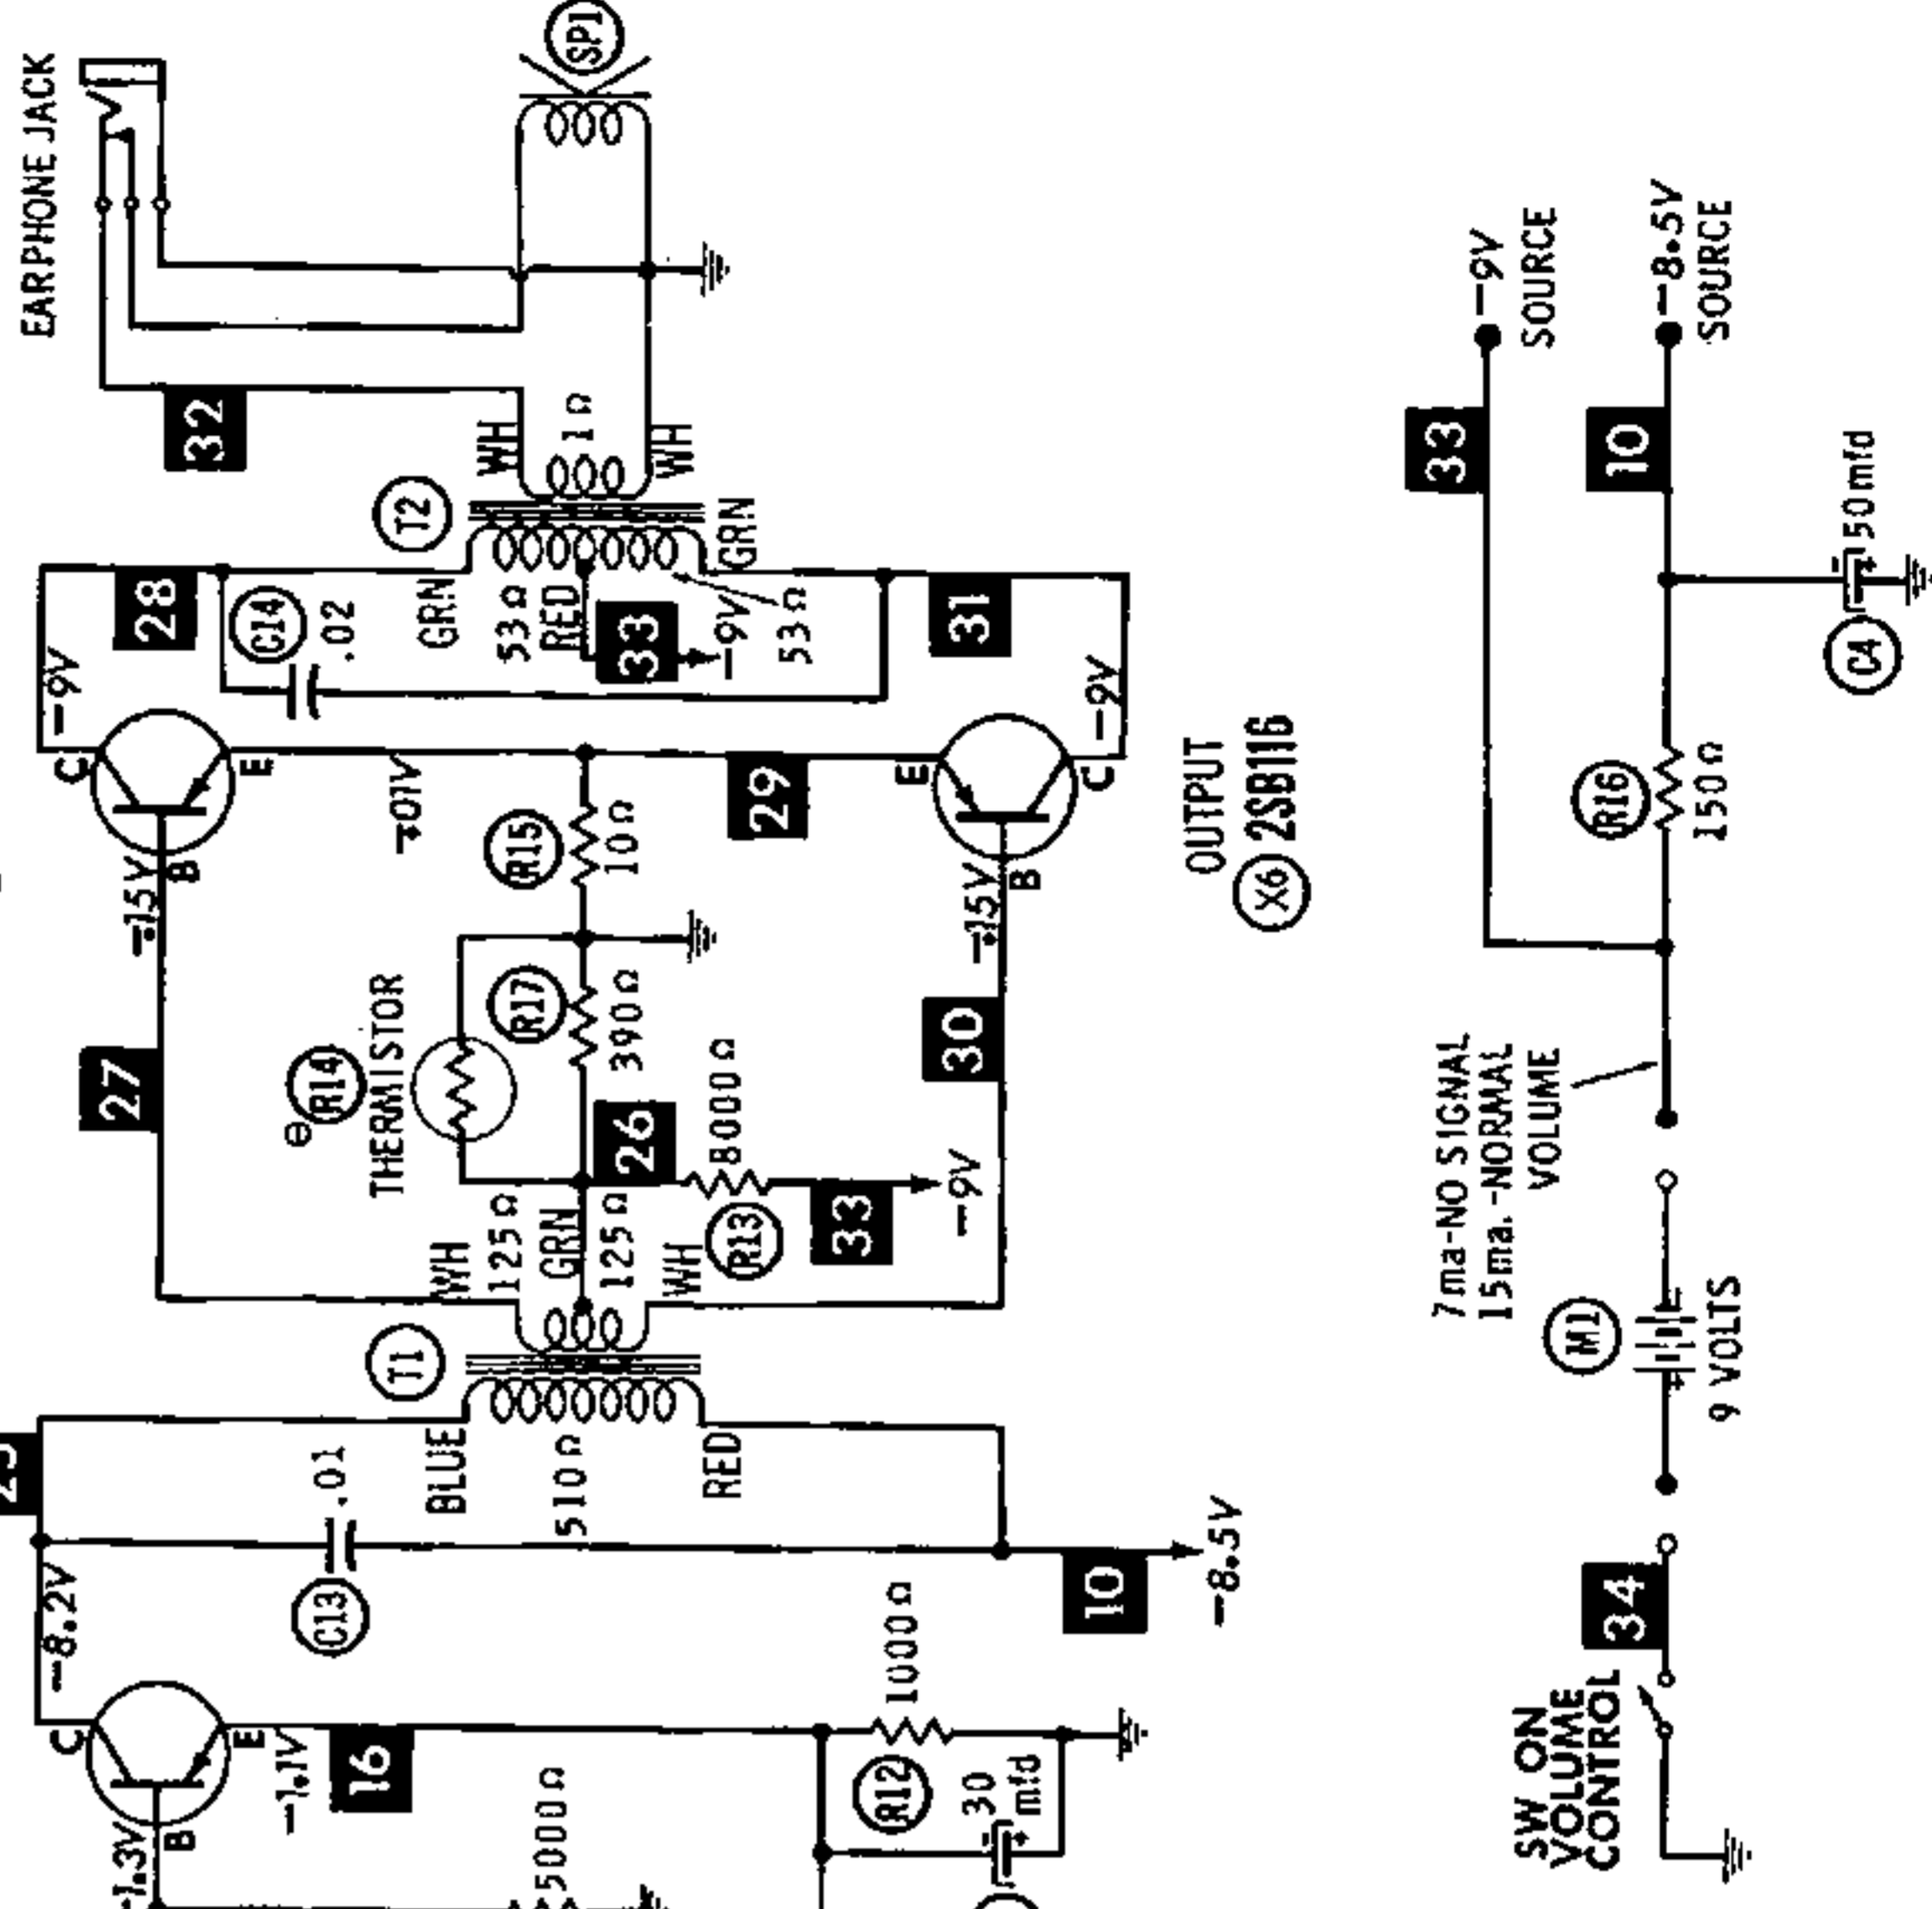 EARPHONE JACK
SP1
32
WH
1Ω
WH
T2
28
C14
.02
GRN
53Ω
RED
33
-9V
GRN
53Ω
31
-9V
C
E
B
-.15V
-.01V
R15
10Ω
29
E
C
B
-9V
-.15V
OUTPUT
X6 2SB116
27
R14
THERMISTOR
R17
390Ω
26
8000Ω
R13
33
-9V
30
WH
125Ω
GRN
125Ω
WH
T1
BLUE
510Ω
RED
C13
.01
-8.2V
C
E
B
-1.1V
16
-1.3V
5000Ω
R12
1000Ω
30
mfd
10
-8.5V
-9V
SOURCE
-8.5V
SOURCE
33
10
50mfd
C4
R16
150Ω
7ma-NO SIGNAL
15ma.-NORMAL
VOLUME
M1
9 VOLTS
34
SW ON
VOLUME
CONTROL